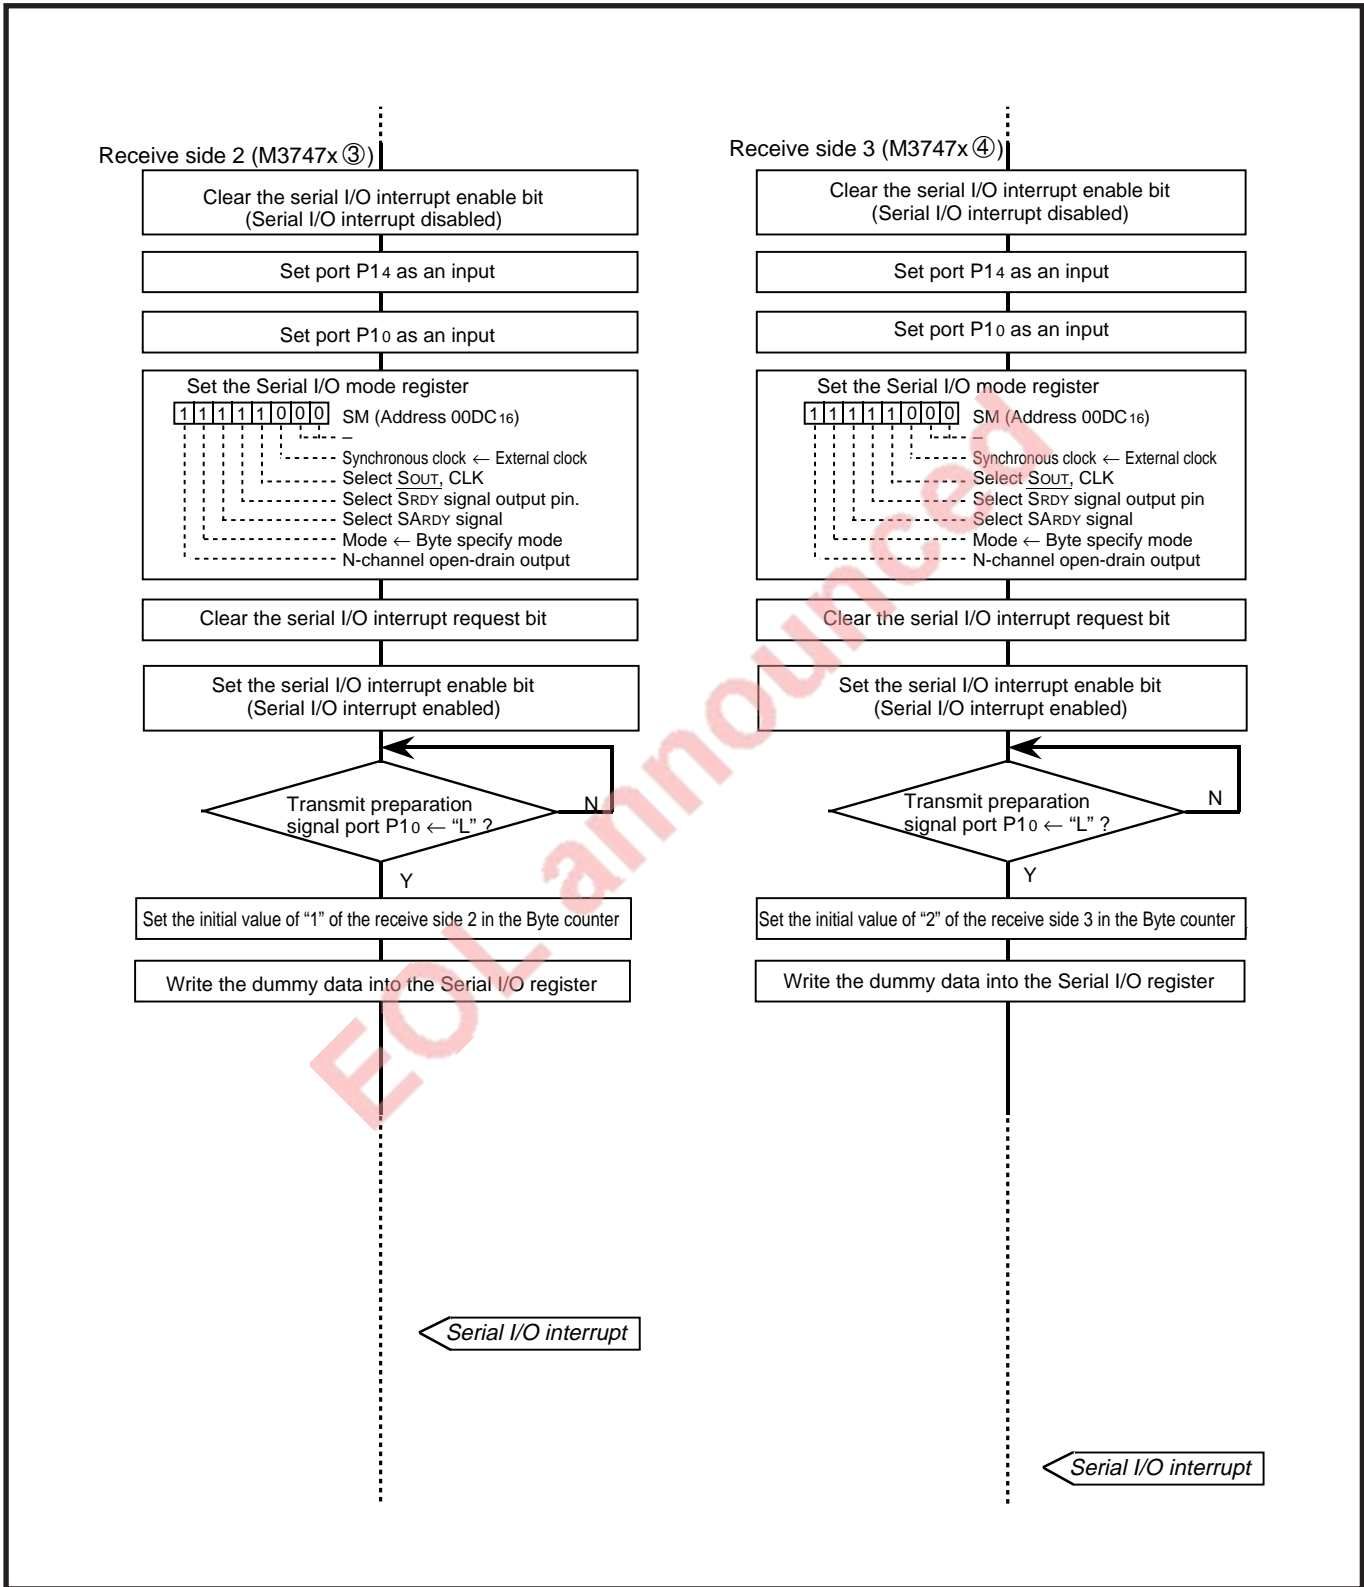 Receive side 2 (M3747x ③)
Clear the serial I/O interrupt enable bit
(Serial I/O interrupt disabled)
Set port P14 as an input
Set port P10 as an input
Set the Serial I/O mode register
1 1 1 1 1 0 0 0 SM (Address 00DC16)
–
Synchronous clock ← External clock
Select SOUT, CLK
Select SRDY signal output pin.
Select SARDY signal
Mode ← Byte specify mode
N-channel open-drain output
Clear the serial I/O interrupt request bit
Set the serial I/O interrupt enable bit
(Serial I/O interrupt enabled)
Transmit preparation
signal port P10 ← “L” ?
N
Y
Set the initial value of “1” of the receive side 2 in the Byte counter
Write the dummy data into the Serial I/O register
Serial I/O interrupt
Receive side 3 (M3747x ④)
Clear the serial I/O interrupt enable bit
(Serial I/O interrupt disabled)
Set port P14 as an input
Set port P10 as an input
Set the Serial I/O mode register
1 1 1 1 1 0 0 0 SM (Address 00DC16)
–
Synchronous clock ← External clock
Select SOUT, CLK
Select SRDY signal output pin
Select SARDY signal
Mode ← Byte specify mode
N-channel open-drain output
Clear the serial I/O interrupt request bit
Set the serial I/O interrupt enable bit
(Serial I/O interrupt enabled)
Transmit preparation
signal port P10 ← “L” ?
N
Y
Set the initial value of “2” of the receive side 3 in the Byte counter
Write the dummy data into the Serial I/O register
Serial I/O interrupt
EOL announced